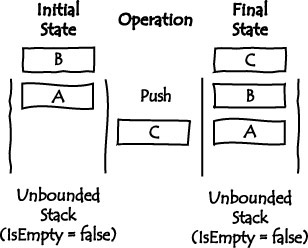 Initial
State
Operation
Final
State
B
A
Push
C
C
B
A
Unbounded
Stack
(IsEmpty = false)
Unbounded
Stack
(IsEmpty = false)